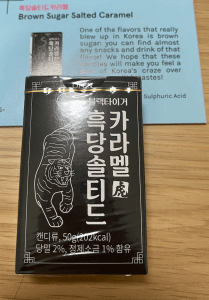 흑당솔티드 카라멜
Brown Sugar Salted Caramel
One of the flavors that really
blew up in Korea is brown
sugar: you can find almost
any snacks and drink of that
flavor! We hope that these
will make you feel a
of Korea's craze over
tastes!
Sulphuric Acid
블랙타이거
카라멜
흑당솔티드
虎
캔디류, 50g(202kcal)
당밀 2%, 정제소금 1% 함유